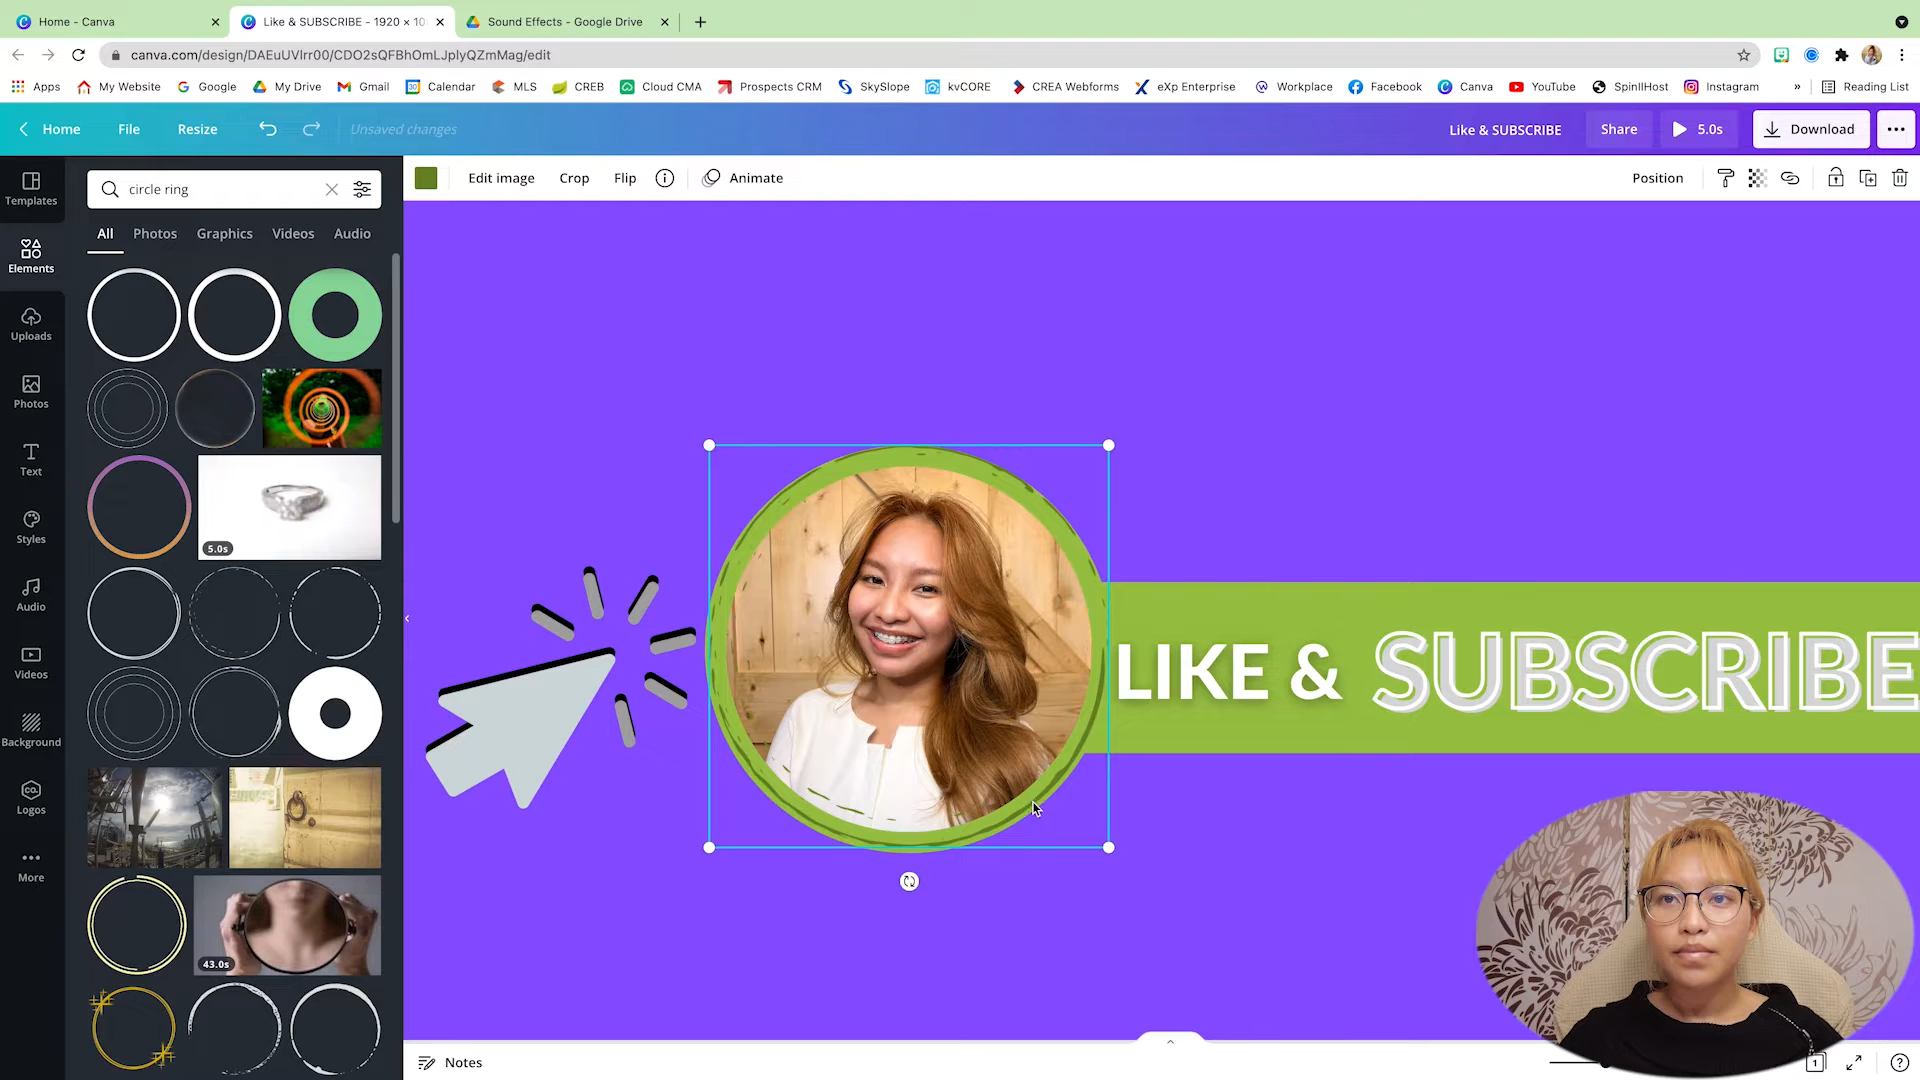 Home - Canva
Like & SUBSCRIBE - 1920 × 10
Sound Effects - Google Drive
canva.com/design/DAEuUVlrr00/CDO2sQFBhOmLJplyQZmMag/edit
Apps
My Website
Google
My Drive
Gmail
Calendar
MLS
CREB
Cloud CMA
Prospects CRM
SkySlope
kvCORE
CREA Webforms
eXp Enterprise
Workplace
Facebook
Canva
YouTube
SpinIlHost
Instagram
»
Reading List
Home
File
Resize
Unsaved changes
Like & SUBSCRIBE
Share
5.0s
Download
Templates
Elements
Uploads
Photos
Text
Styles
Audio
Videos
Background
Logos
More
circle ring
All
Photos
Graphics
Videos
Audio
5.0s
43.0s
Edit image
Crop
Flip
Animate
Position
LIKE & SUBSCRIBE
Notes
1